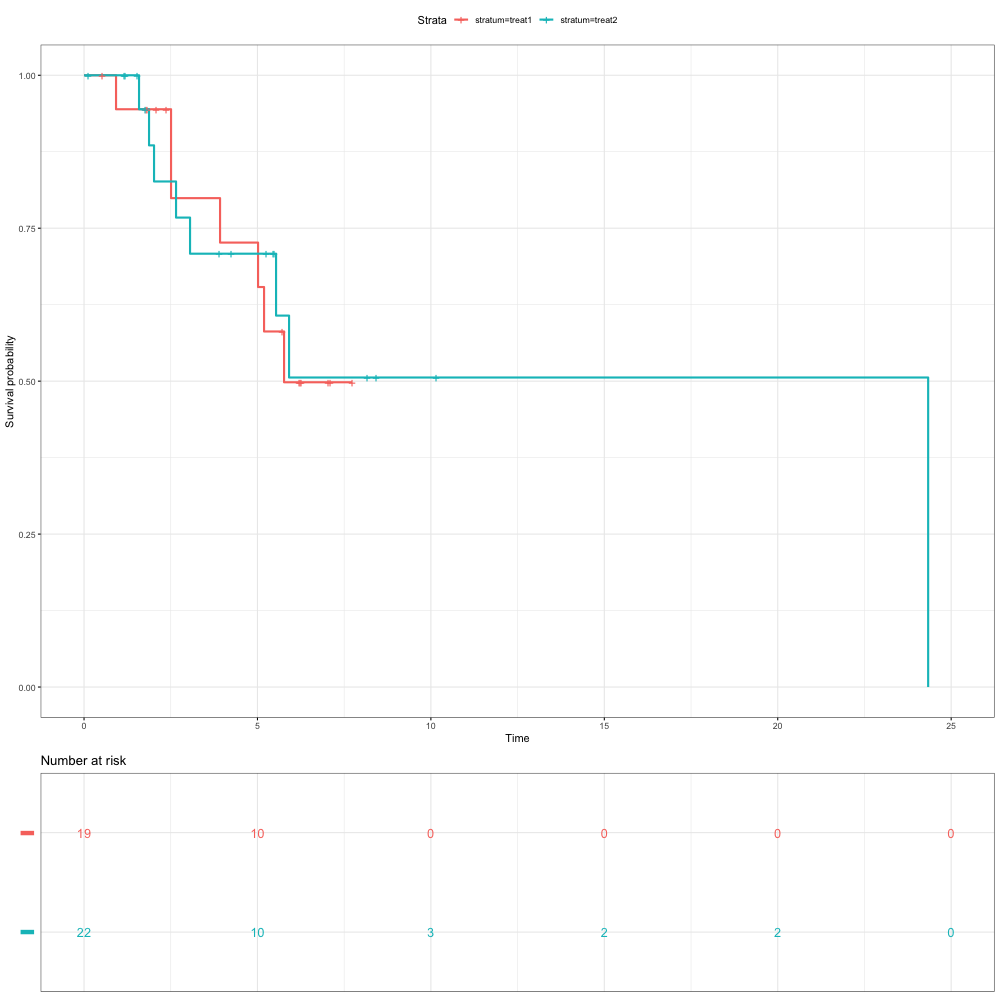 Strata stratum=treat1 stratum=treat2
1.00
0.75
0.50
0.25
0.00
Survival probability
0 5 10 15 20 25
Time
Number at risk
19 10 0 0 0 0
22 10 3 2 2 0